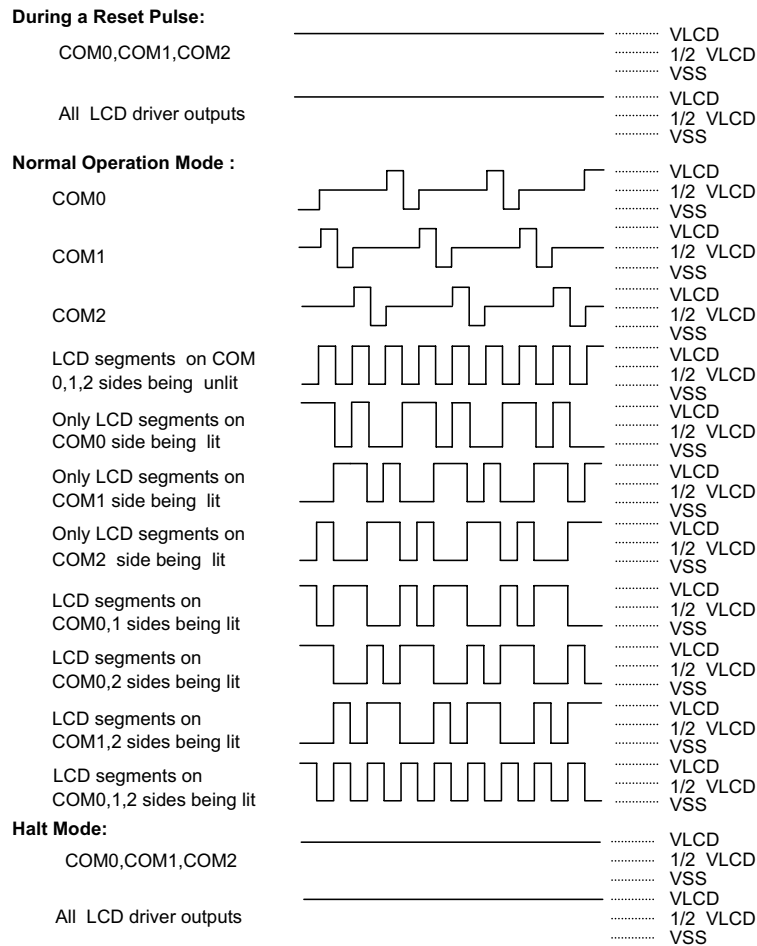 During a Reset Pulse:
VLCD
COM0,COM1,COM2
1/2 VLCD
VSS
VLCD
All LCD driver outputs
1/2 VLCD
VSS
Normal Operation Mode :
VLCD
COM0
1/2 VLCD
VSS
VLCD
COM1
1/2 VLCD
VSS
VLCD
COM2
1/2 VLCD
VSS
LCD segments on COM
VLCD
0,1,2 sides being unlit
1/2 VLCD
VSS
Only LCD segments on
VLCD
COM0 side being lit
1/2 VLCD
VSS
Only LCD segments on
VLCD
COM1 side being lit
1/2 VLCD
VSS
Only LCD segments on
VLCD
COM2 side being lit
1/2 VLCD
VSS
LCD segments on
VLCD
COM0,1 sides being lit
1/2 VLCD
VSS
LCD segments on
VLCD
COM0,2 sides being lit
1/2 VLCD
VSS
LCD segments on
VLCD
COM1,2 sides being lit
1/2 VLCD
VSS
LCD segments on
VLCD
COM0,1,2 sides being lit
1/2 VLCD
VSS
Halt Mode:
VLCD
COM0,COM1,COM2
1/2 VLCD
VSS
VLCD
All LCD driver outputs
1/2 VLCD
VSS